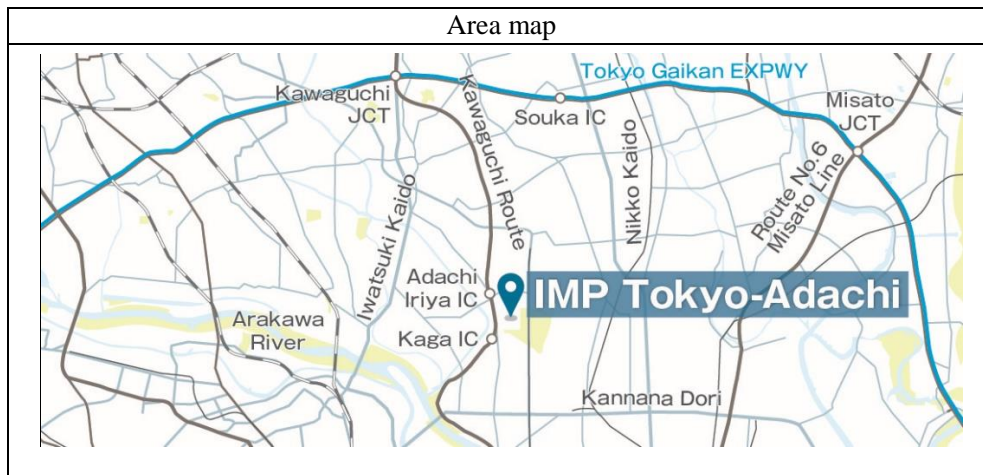 Area map
Tokyo Gaikan EXPWY
Kawaguchi
JCT
Kawaguchi Route
Souka IC
Misato
JCT
Nikko Kaido
Route No.6
Misato Line
Iwatsuki Kaido
Adachi
Iriya IC
IMP Tokyo-Adachi
Arakawa
River
Kaga IC
Kannana Dori